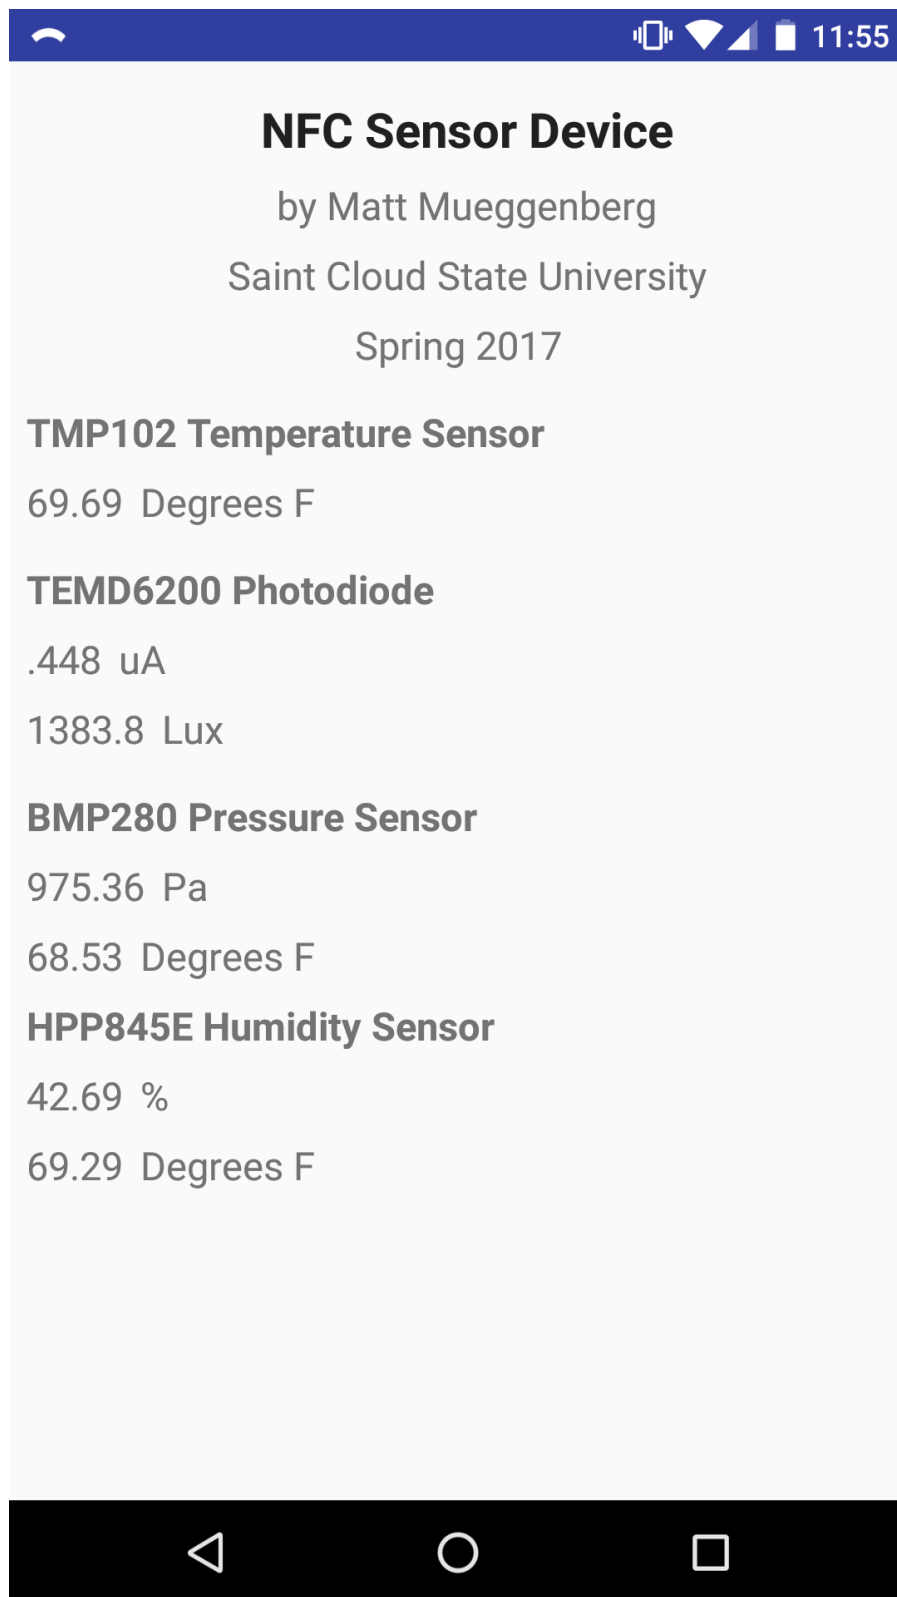 11:55
NFC Sensor Device
by Matt Mueggenberg
Saint Cloud State University
Spring 2017
TMP102 Temperature Sensor
69.69 Degrees F
TEMD6200 Photodiode
.448 uA
1383.8 Lux
BMP280 Pressure Sensor
975.36 Pa
68.53 Degrees F
HPP845E Humidity Sensor
42.69 %
69.29 Degrees F